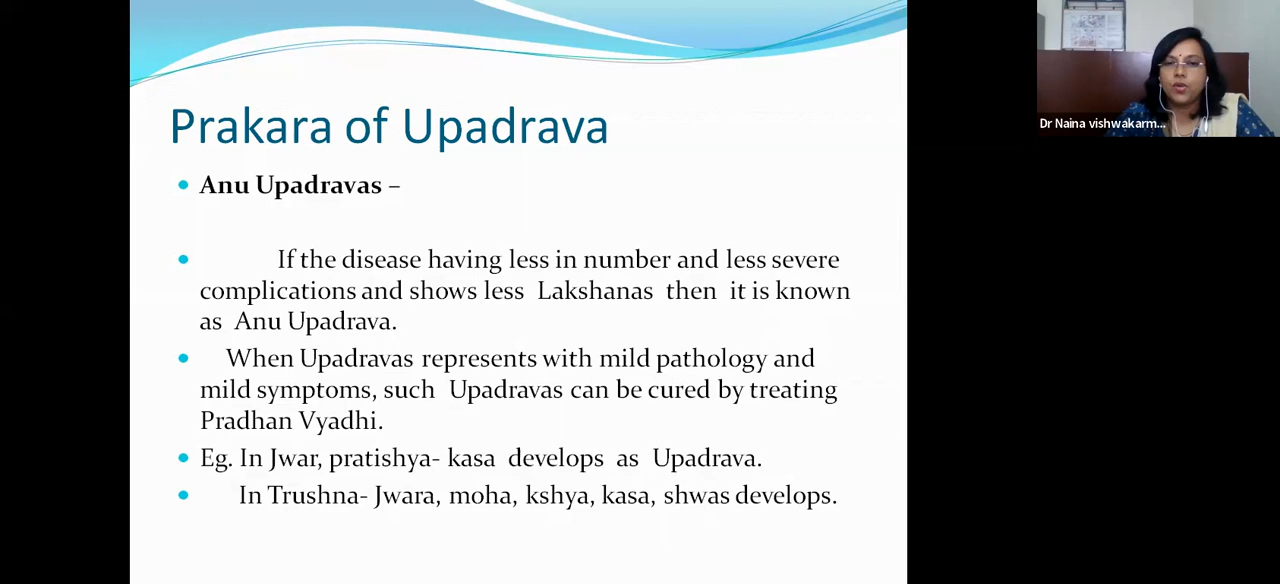 Prakara of Upadrava
Anu Upadravas –
If the disease having less in number and less severe
complications and shows less Lakshanas then it is known
as Anu Upadrava.
When Upadravas represents with mild pathology and
mild symptoms, such Upadravas can be cured by treating
Pradhan Vyadhi.
Eg. In Jwar, pratishya- kasa develops as Upadrava.
In Trushna- Jwara, moha, kshya, kasa, shwas develops.
Dr Naina vishwakarm...